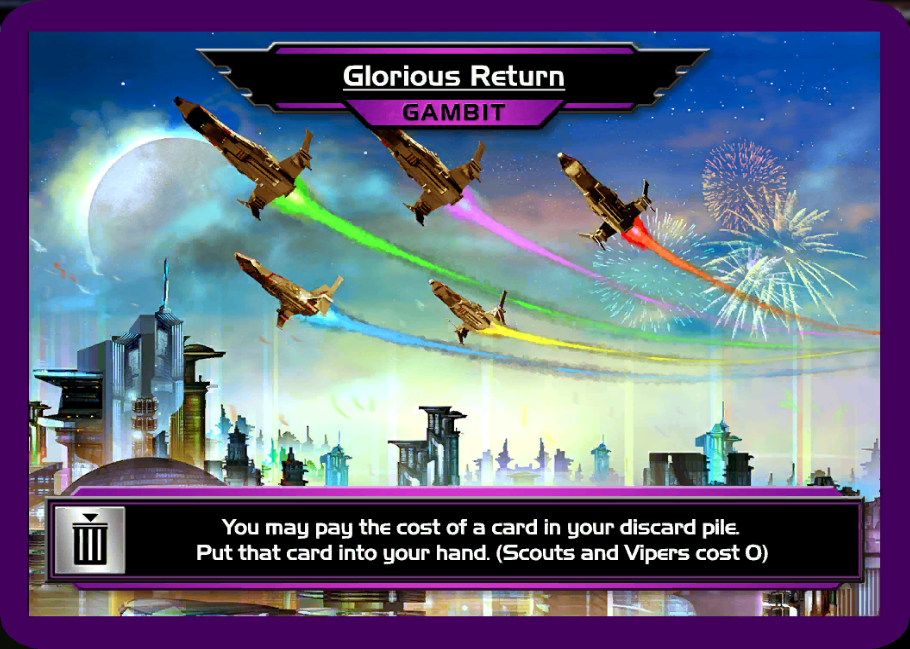 Glorious Return
GAMBIT
You may pay the cost of a card in your discard pile.
Put that card into your hand. (Scouts and Vipers cost 0)